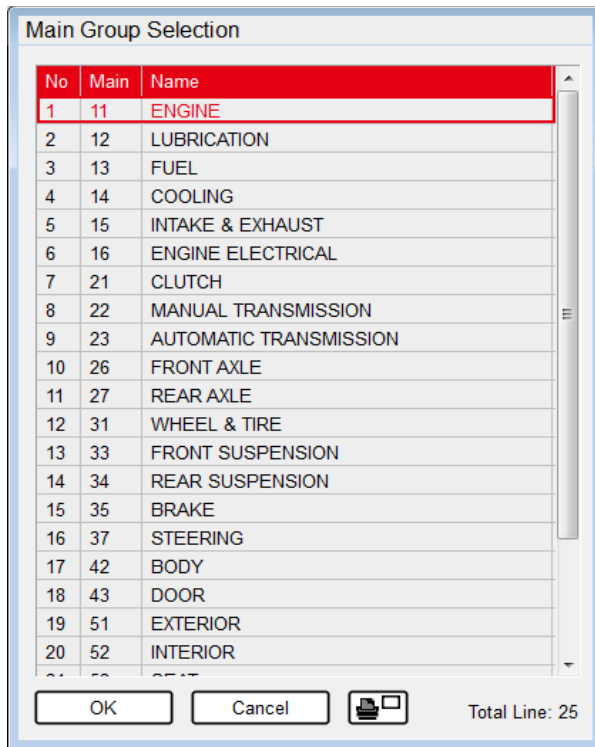 Main Group Selection
No Main Name
1 11 ENGINE
2 12 LUBRICATION
3 13 FUEL
4 14 COOLING
5 15 INTAKE & EXHAUST
6 16 ENGINE ELECTRICAL
7 21 CLUTCH
8 22 MANUAL TRANSMISSION
9 23 AUTOMATIC TRANSMISSION
10 26 FRONT AXLE
11 27 REAR AXLE
12 31 WHEEL & TIRE
13 33 FRONT SUSPENSION
14 34 REAR SUSPENSION
15 35 BRAKE
16 37 STEERING
17 42 BODY
18 43 DOOR
19 51 EXTERIOR
20 52 INTERIOR
OK Cancel Total Line: 25